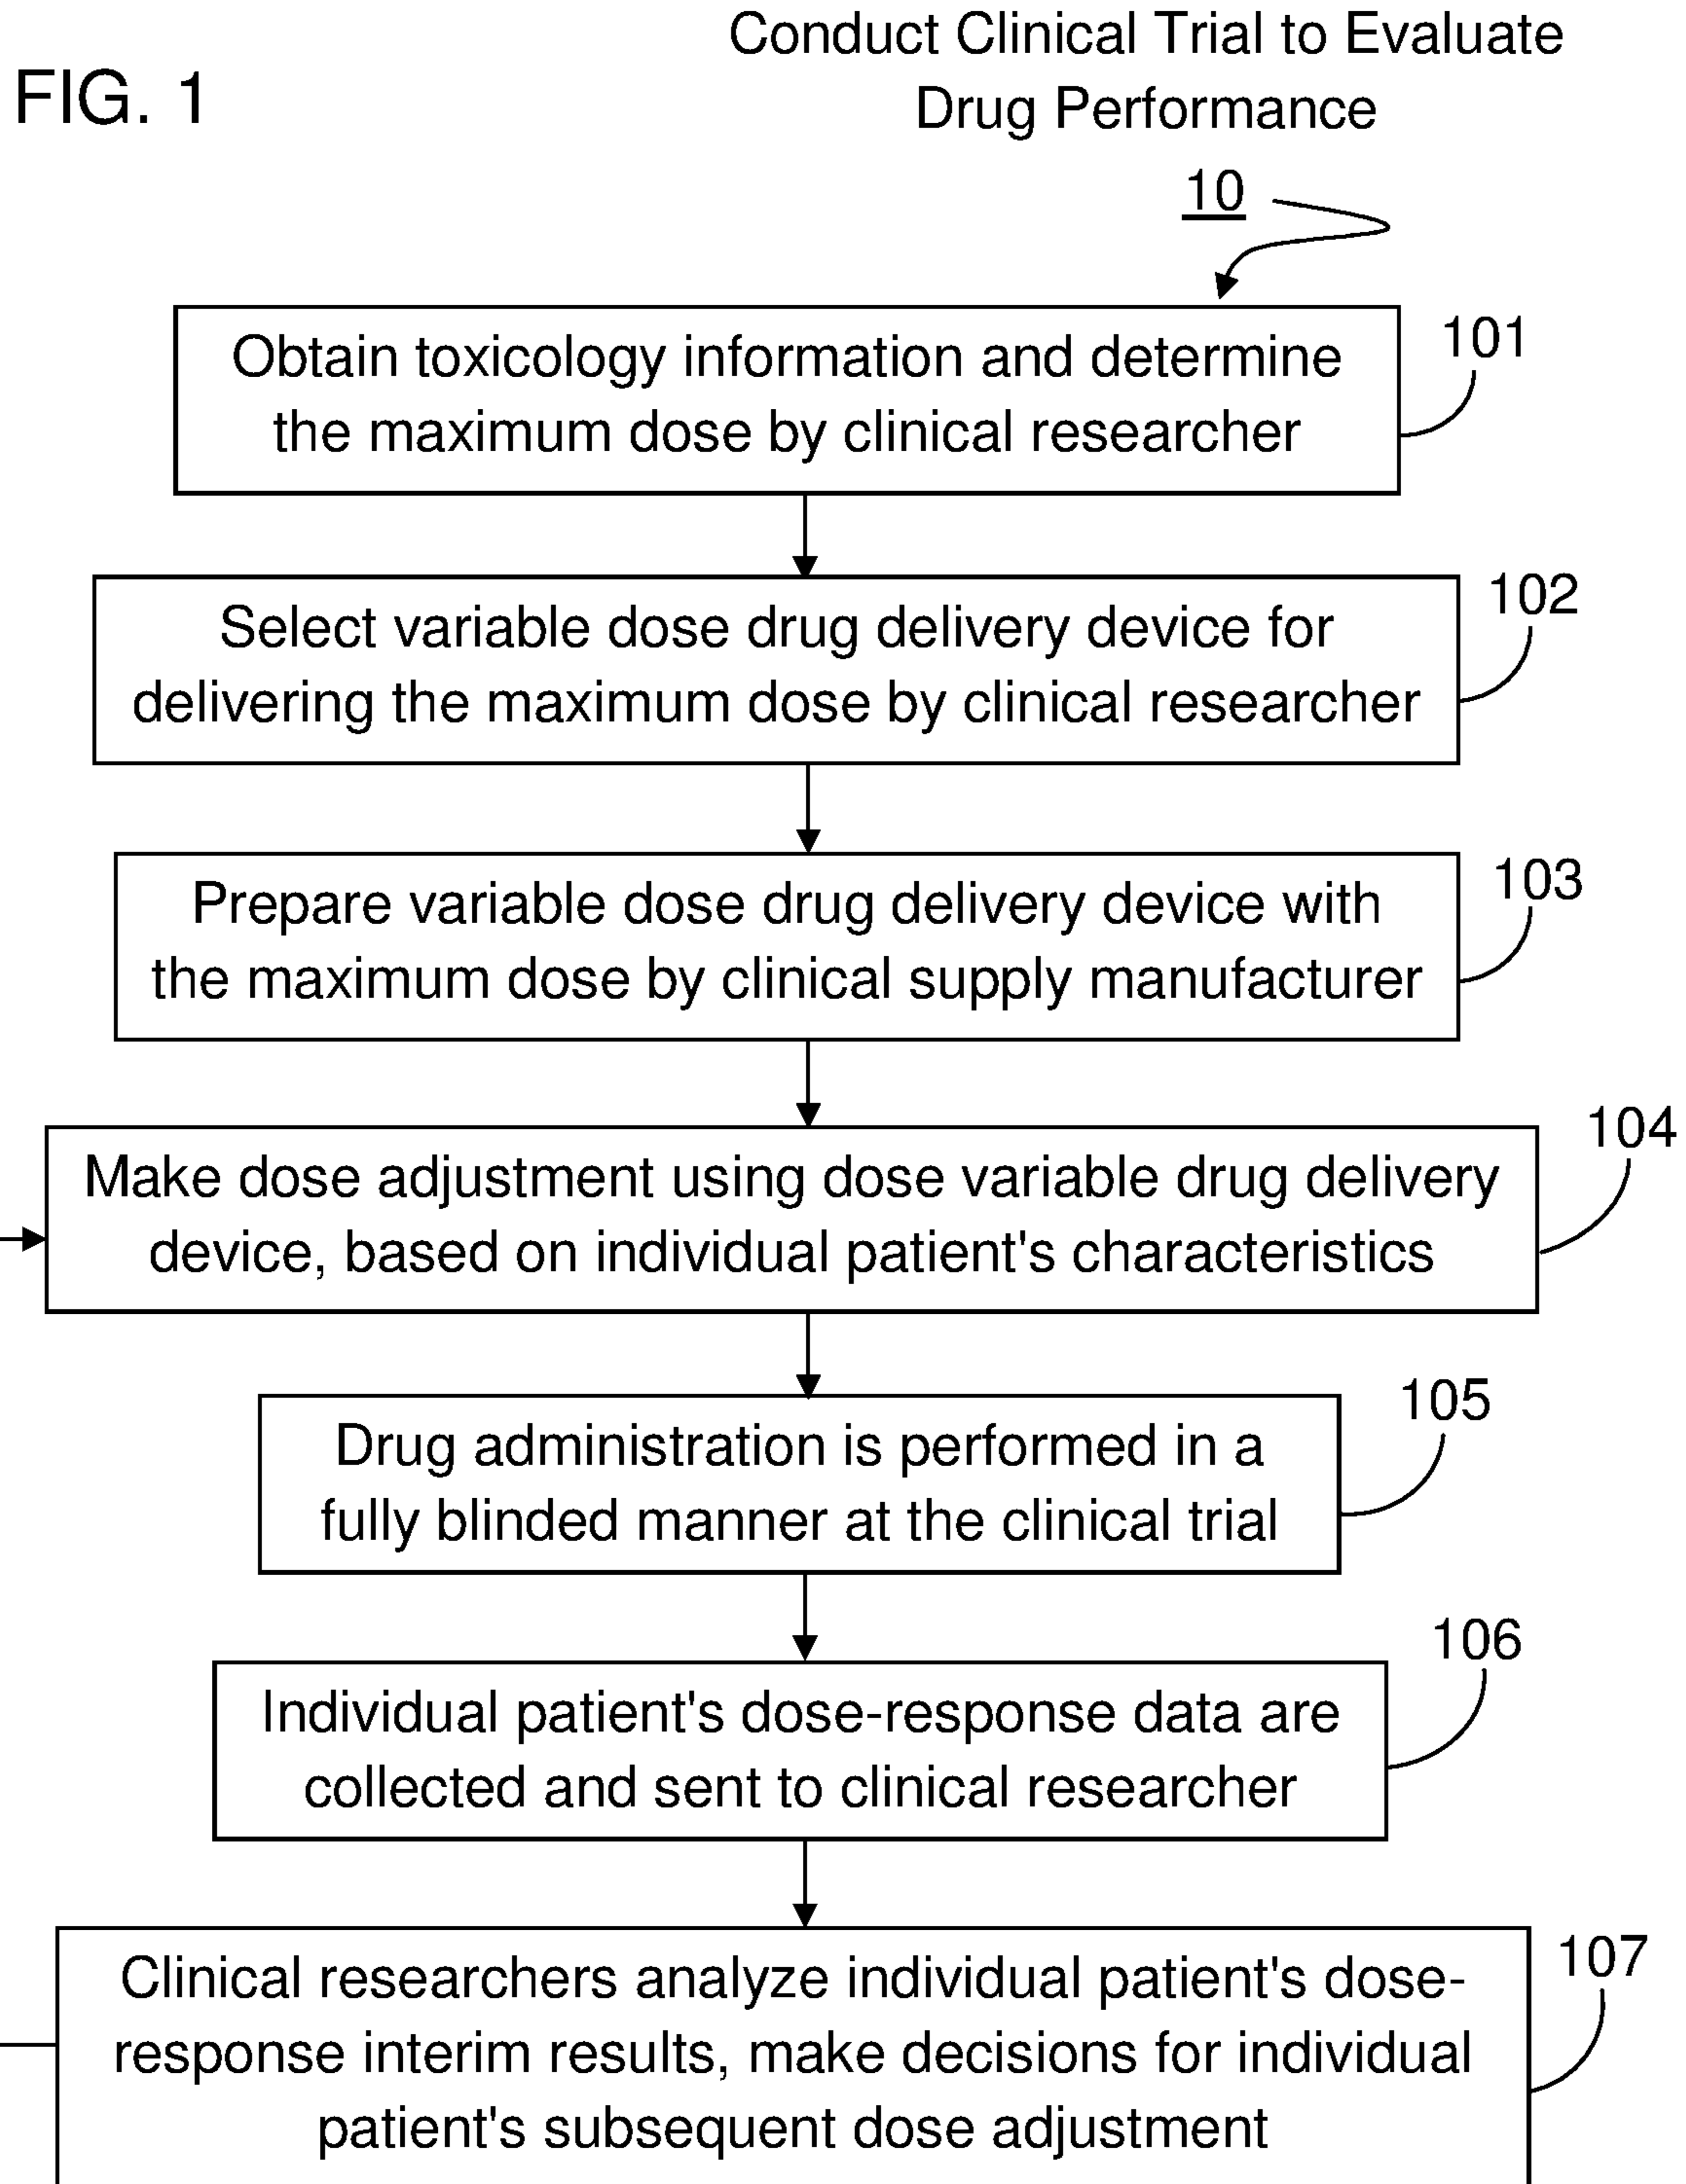 Conduct Clinical Trial to Evaluate
Drug Performance
FIG. 1
10
Obtain toxicology information and determine
the maximum dose by clinical researcher
101
Select variable dose drug delivery device for
delivering the maximum dose by clinical researcher
102
Prepare variable dose drug delivery device with
the maximum dose by clinical supply manufacturer
103
Make dose adjustment using dose variable drug delivery
device, based on individual patient's characteristics
104
Drug administration is performed in a
fully blinded manner at the clinical trial
105
Individual patient's dose-response data are
collected and sent to clinical researcher
106
Clinical researchers analyze individual patient's dose-
response interim results, make decisions for individual
patient's subsequent dose adjustment
107